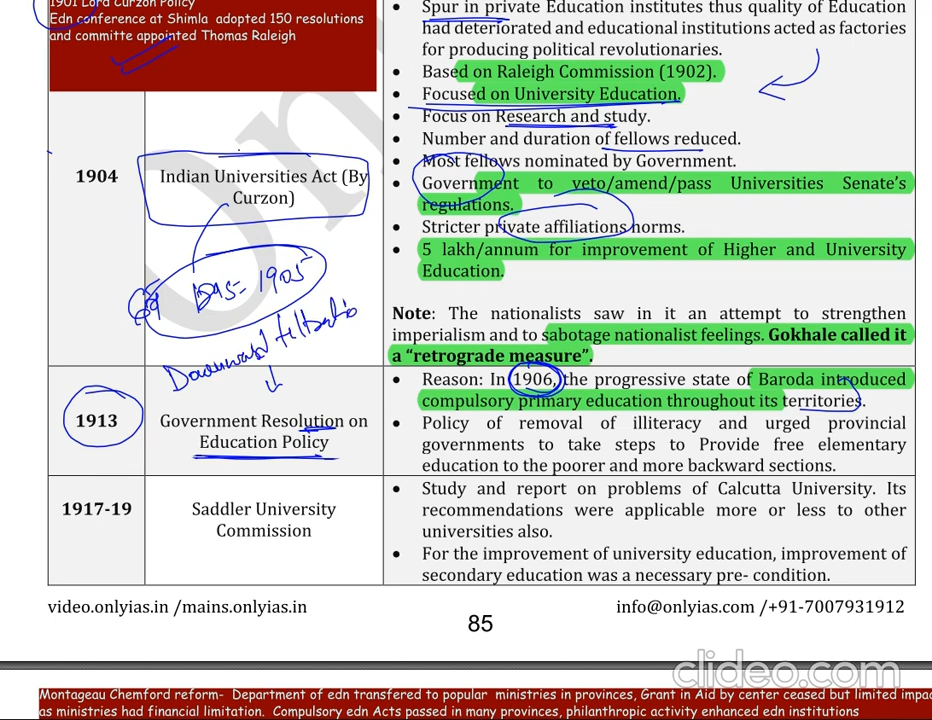 1901 Lord Curzon Policy
Edn conference at Shimla adopted 150 resolutions
and committe appointed Thomas Raleigh
• Spur in private Education institutes thus quality of Education
had deteriorated and educational institutions acted as factories
for producing political revolutionaries.
• Based on Raleigh Commission (1902).
• Focused on University Education.
• Focus on Research and study.
• Number and duration of fellows reduced.
• Most fellows nominated by Government.
1904
Indian Universities Act (By
Curzon)
• Government to veto/amend/pass Universities Senate's
regulations.
• Stricter private affiliations norms.
• 5 lakh/annum for improvement of Higher and University
Education.
1895- 1905
Downward filtratio
Note: The nationalists saw in it an attempt to strengthen
imperialism and to sabotage nationalist feelings. Gokhale called it
a "retrograde measure".
1913
Government Resolution on
Education Policy
• Reason: In 1906, the progressive state of Baroda introduced
compulsory primary education throughout its territories.
• Policy of removal of illiteracy and urged provincial
governments to take steps to Provide free elementary
education to the poorer and more backward sections.
1917-19
Saddler University
Commission
• Study and report on problems of Calcutta University. Its
recommendations were applicable more or less to other
universities also.
• For the improvement of university education, improvement of
secondary education was a necessary pre- condition.
video.onlyias.in /mains.onlyias.in
info@onlyias.com /+91-7007931912
85
clideo.com
Montageau Chemford reform- Department of edn transferred to popular ministries in provinces, Grant in Aid by center ceased but limited impa
as ministries had financial limitation. Compulsory edn Acts passed in many provinces, philanthropic activity enhanced edn institutions